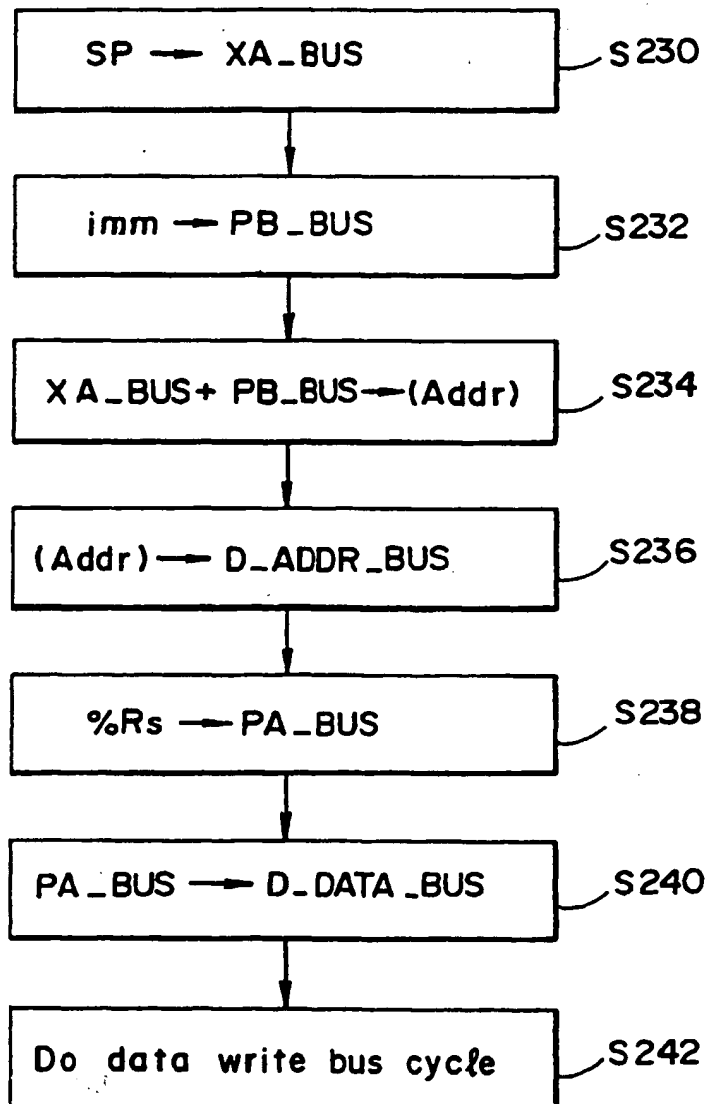 SP → XA_BUS S230
imm → PB_BUS S232
XA_BUS + PB_BUS → (Addr) S234
(Addr) → D_ADDR_BUS S236
%Rs → PA_BUS S238
PA_BUS → D_DATA_BUS S240
Do data write bus cycle S242